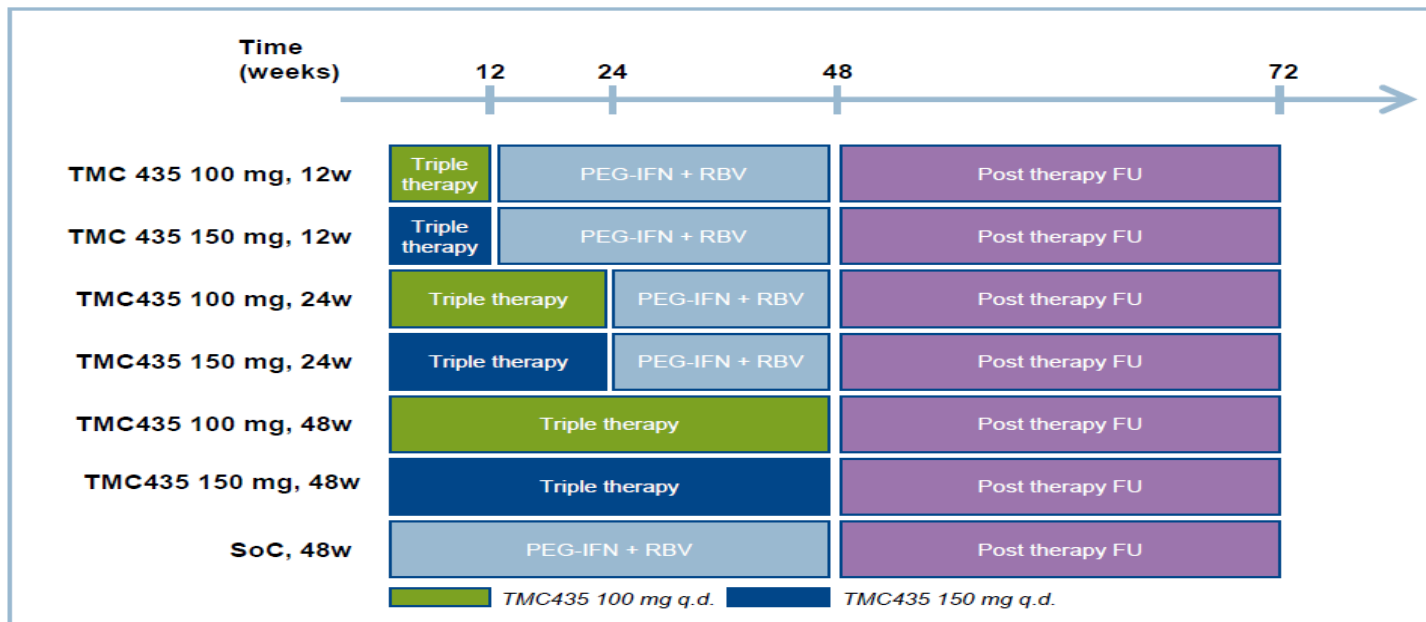 Time
(weeks)
12 24 48 72
TMC 435 100 mg, 12w
Triple
therapy
PEG-IFN + RBV
Post therapy FU
TMC 435 150 mg, 12w
Triple
therapy
PEG-IFN + RBV
Post therapy FU
TMC435 100 mg, 24w
Triple therapy
PEG-IFN + RBV
Post therapy FU
TMC435 150 mg, 24w
Triple therapy
PEG-IFN + RBV
Post therapy FU
TMC435 100 mg, 48w
Triple therapy
Post therapy FU
TMC435 150 mg, 48w
Triple therapy
Post therapy FU
SoC, 48w
PEG-IFN + RBV
Post therapy FU
TMC435 100 mg q.d.
TMC435 150 mg q.d.